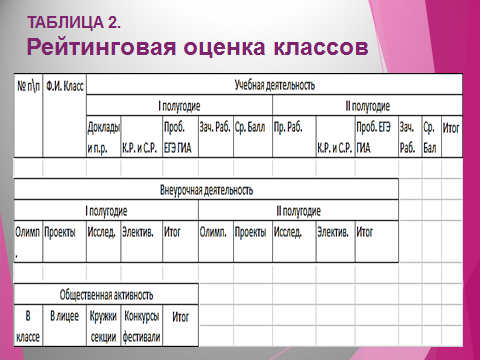 ТАБЛИЦА 2.
Рейтинговая оценка классов
№ п\п Ф.И. Класс Учебная деятельность
I полугодие II полугодие
Доклады и п.р. К.Р. и С.Р. Проб. ЕГЭ ГИА Зач. Раб. Ср. Балл Пр. Раб. К.Р. и С.Р. Проб. ЕГЭ ГИА Зач. Раб. Ср. Бал Итог
Внеурочная деятельность
I полугодие II полугодие
Олимп. Проекты Исслед. Электив. Итог Олимп. Проекты Исслед. Электив. Итог
Общественная активность
В классе В лицее Кружки секции Конкурсы фестивали Итог